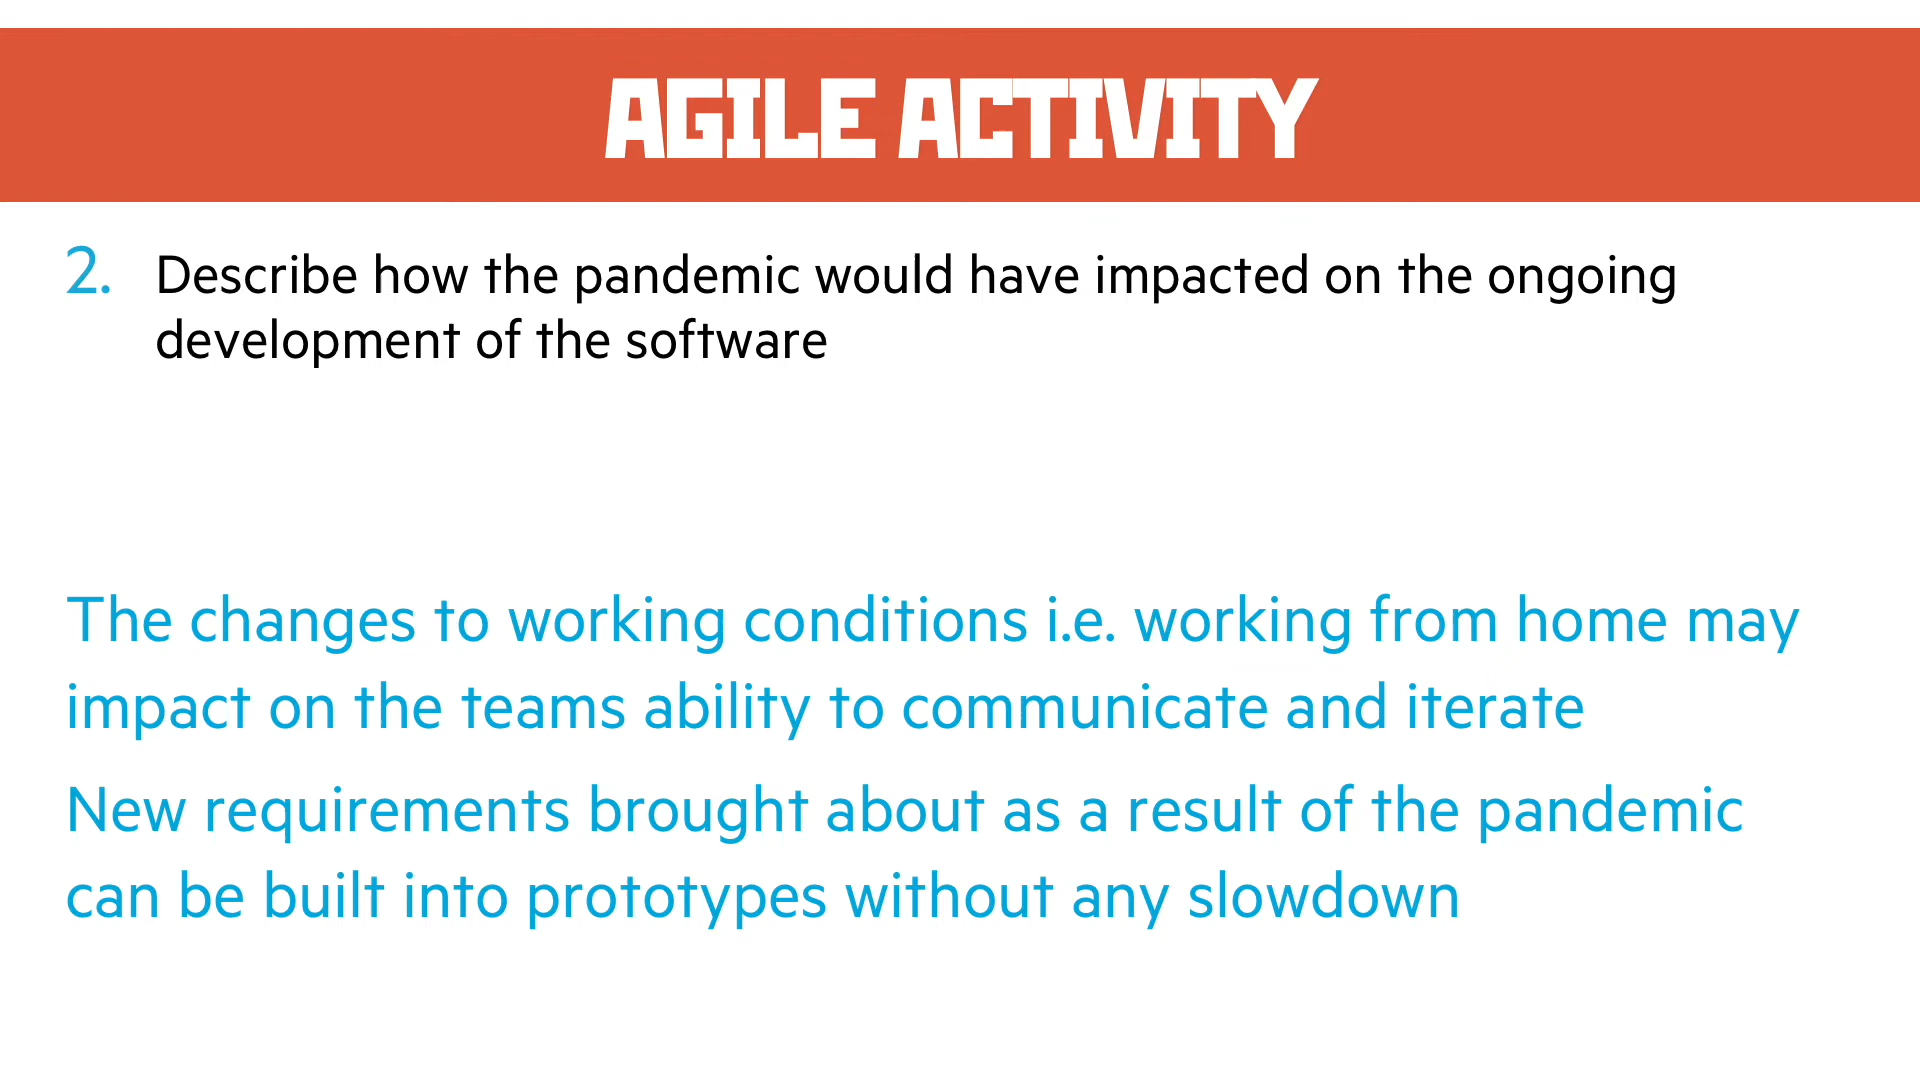 AGILE ACTIVITY
2. Describe how the pandemic would have impacted on the ongoing
development of the software
The changes to working conditions i.e. working from home may
impact on the teams ability to communicate and iterate
New requirements brought about as a result of the pandemic
can be built into prototypes without any slowdown